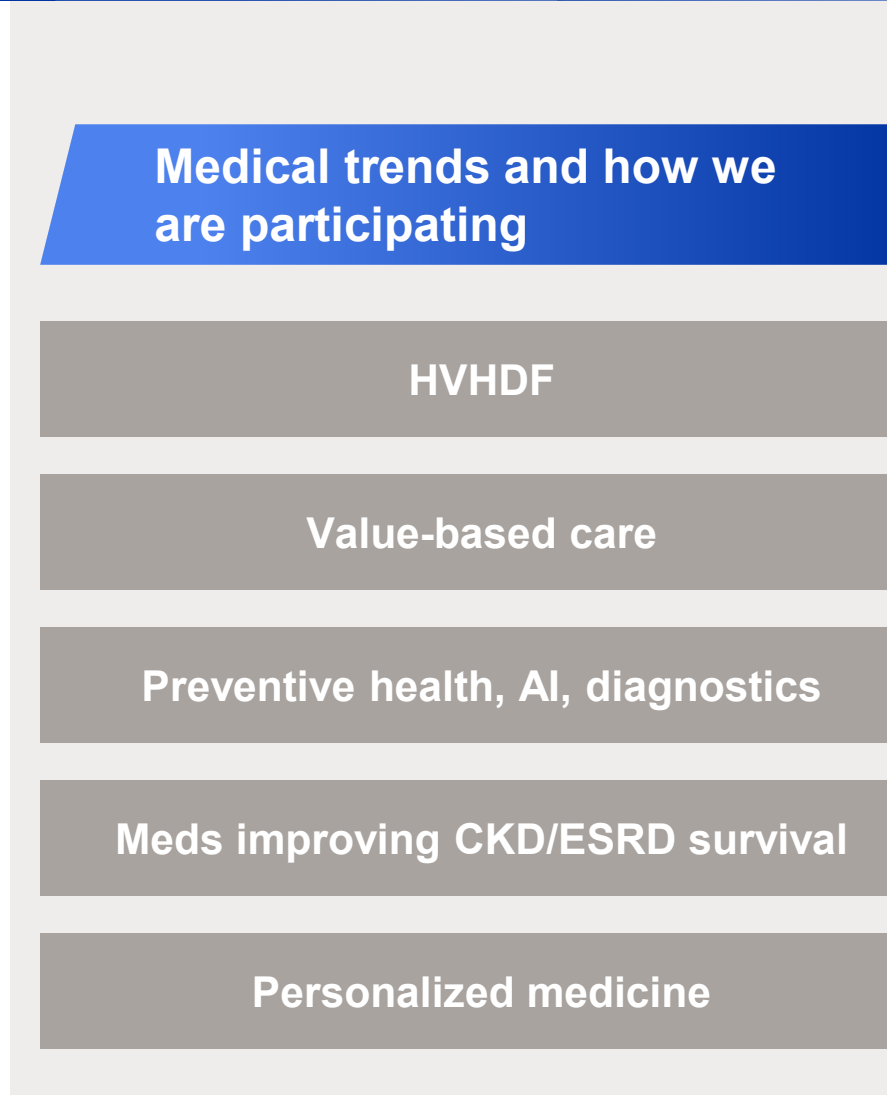 Medical trends and how we
are participating
HVHDF
Value-based care
Preventive health, AI, diagnostics
Meds improving CKD/ESRD survival
Personalized medicine